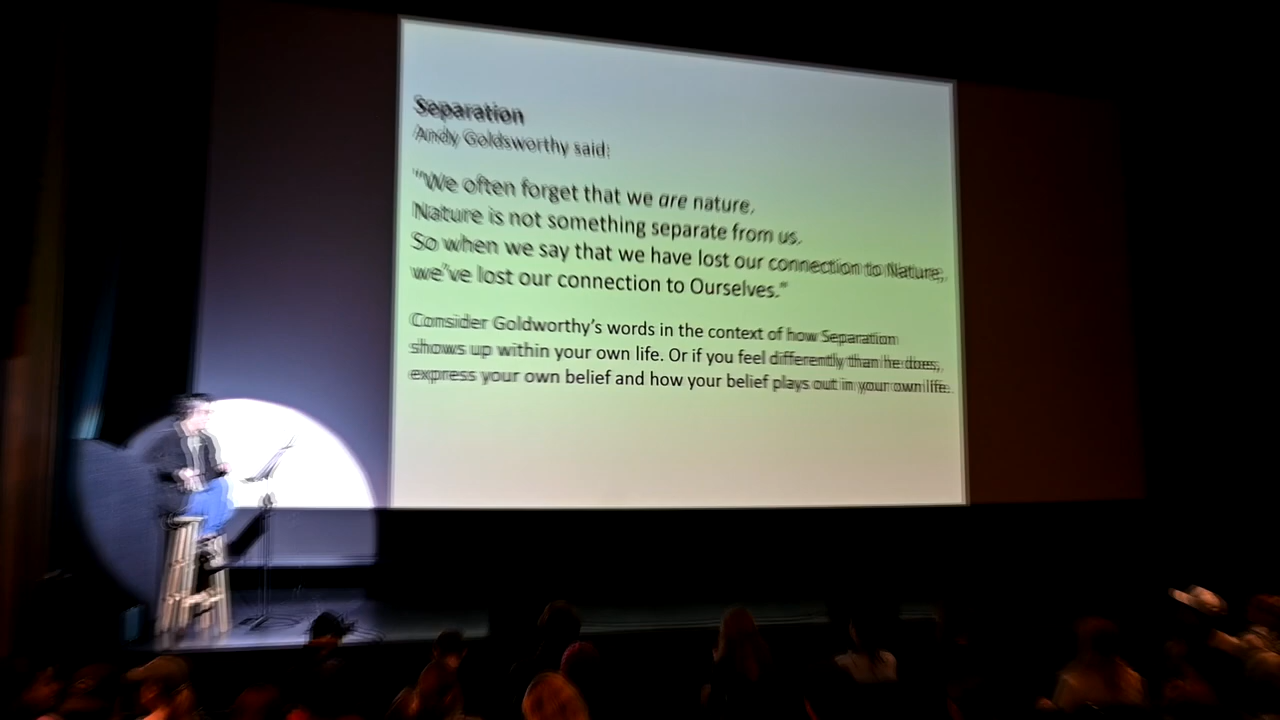 Separation
Andy Goldsworthy said:
"We often forget that we are nature.
Nature is not something separate from us.
So when we say that we have lost our connection to Nature,
we've lost our connection to Ourselves."
Consider Goldworthy's words in the context of how Separation
shows up within your own life. Or if you feel differently than he does,
express your own belief and how your belief plays out in your own life.